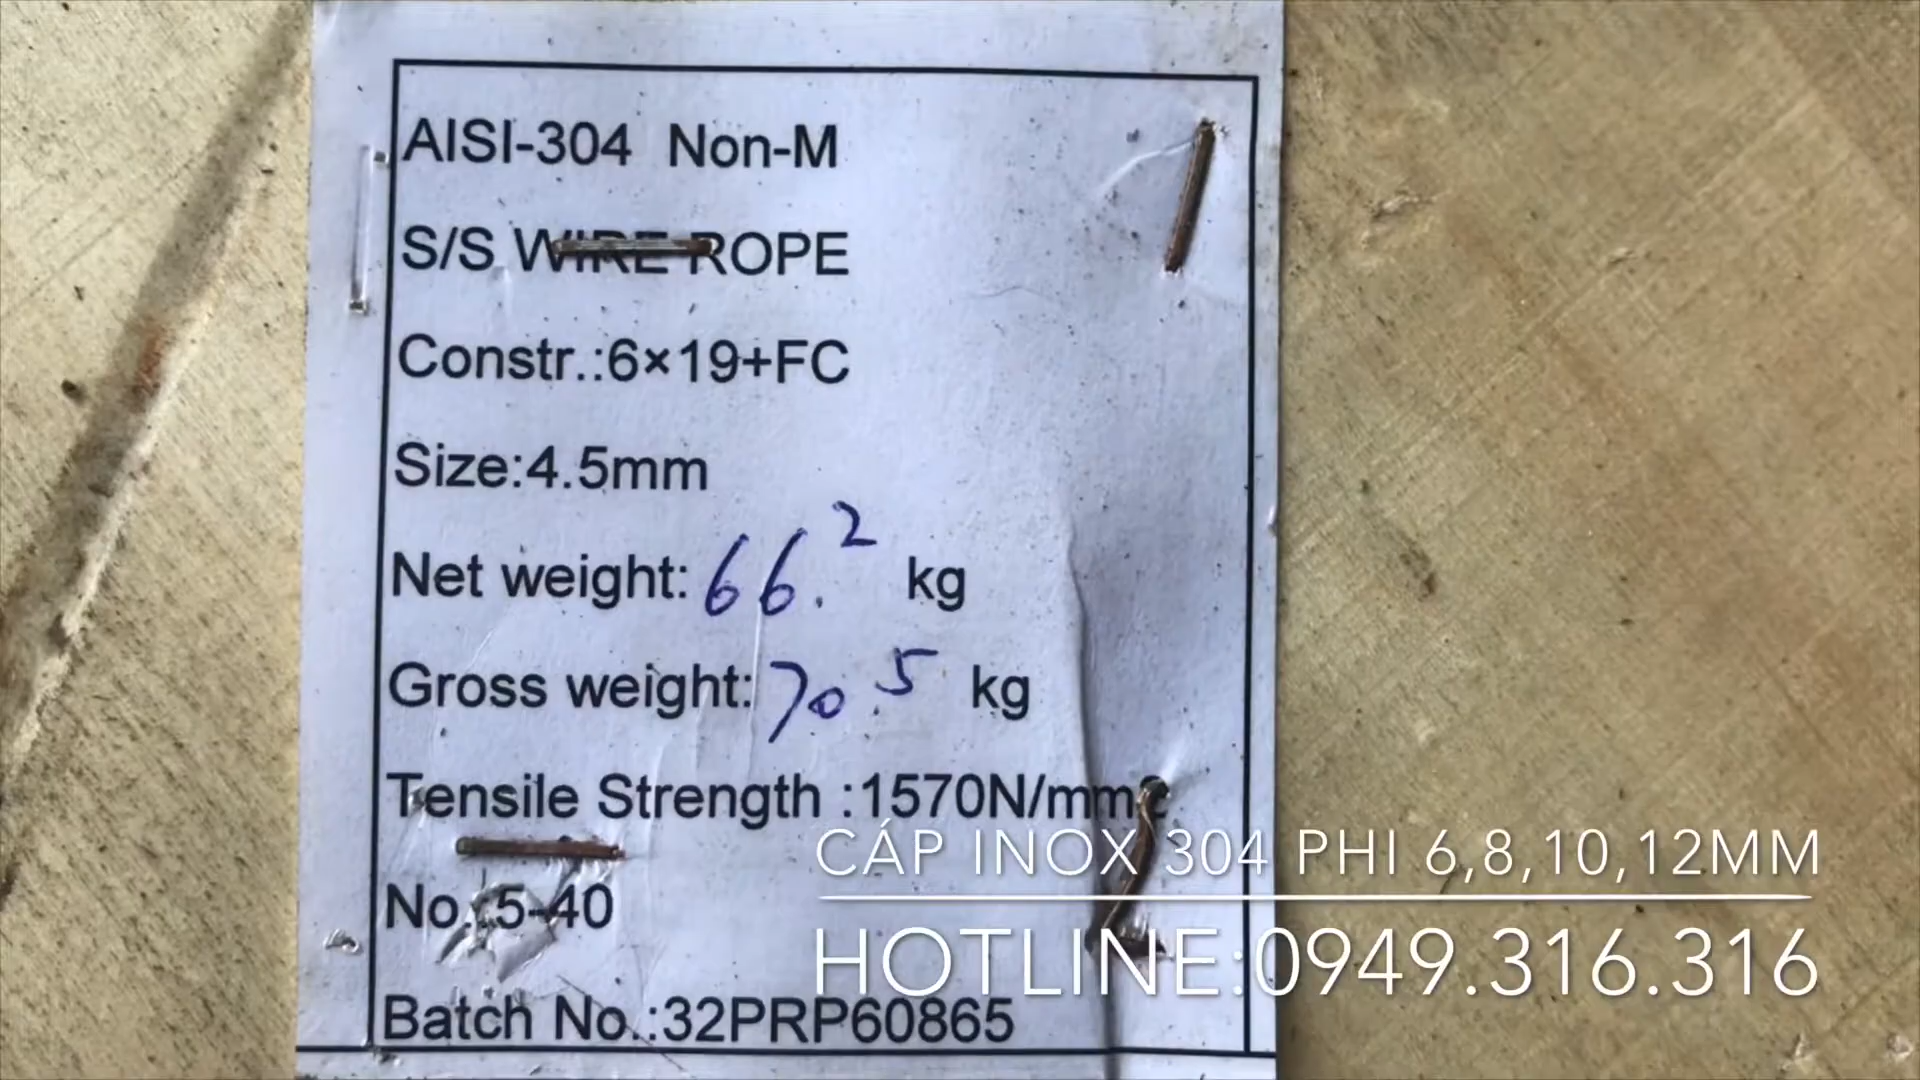 AISI-304 Non-M
S/S WIRE ROPE
Constr.:6×19+FC
Size:4.5mm
Net weight: 66.2 kg
Gross weight: 70.5 kg
Tensile Strength :1570N/mm2
No.:5-40
Batch No.:32PRP60865
CÁP INOX 304 PHI 6,8,10,12MM
HOTLINE:0949.316.316